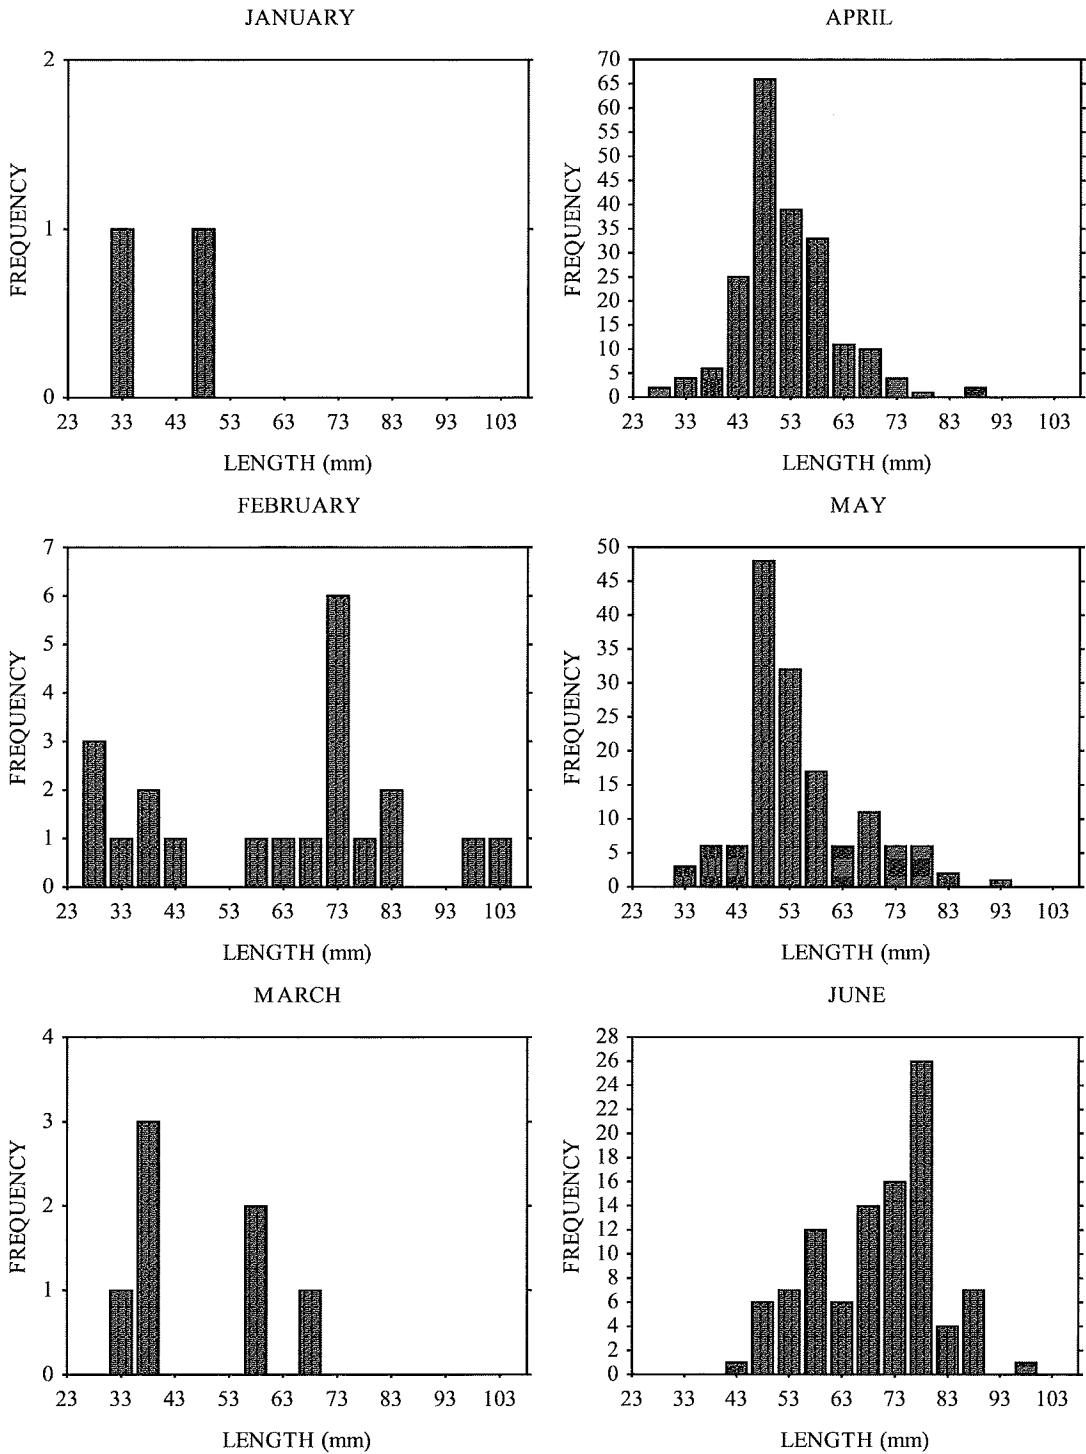 JANUARY
2
1
0
FREQUENCY
23 33 43 53 63 73 83 93 103
LENGTH (mm)
APRIL
70
65
60
55
50
45
40
35
30
25
20
15
10
5
0
FREQUENCY
23 33 43 53 63 73 83 93 103
LENGTH (mm)
FEBRUARY
7
6
5
4
3
2
1
0
FREQUENCY
23 33 43 53 63 73 83 93 103
LENGTH (mm)
MAY
50
45
40
35
30
25
20
15
10
5
0
FREQUENCY
23 33 43 53 63 73 83 93 103
LENGTH (mm)
MARCH
4
3
2
1
0
FREQUENCY
23 33 43 53 63 73 83 93 103
LENGTH (mm)
JUNE
28
26
24
22
20
18
16
14
12
10
8
6
4
2
0
FREQUENCY
23 33 43 53 63 73 83 93 103
LENGTH (mm)